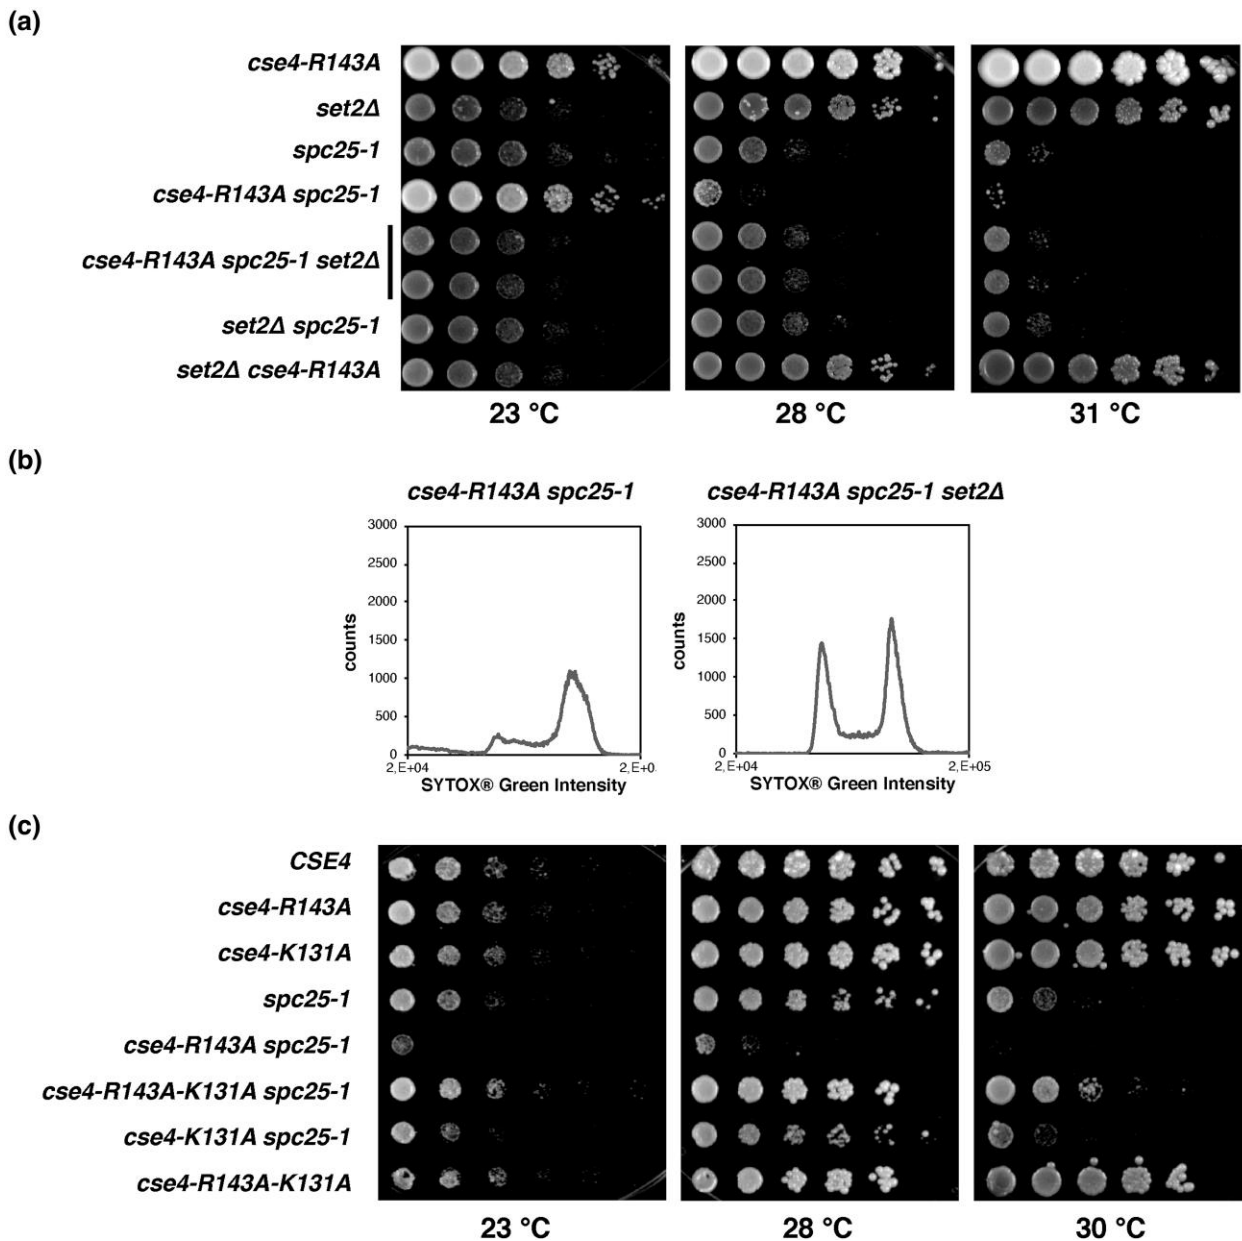 (a)
cse4-R143A
set2Δ
spc25-1
cse4-R143A spc25-1
cse4-R143A spc25-1 set2Δ
set2Δ spc25-1
set2Δ cse4-R143A
23 °C
28 °C
31 °C
(b)
cse4-R143A spc25-1
cse4-R143A spc25-1 set2Δ
3000
2500
2000
1500
1000
500
0
counts
2,E+04
2,E+0
SYTOX® Green Intensity
3000
2500
2000
1500
1000
500
0
counts
2,E+04
2,E+05
SYTOX® Green Intensity
(c)
CSE4
cse4-R143A
cse4-K131A
spc25-1
cse4-R143A spc25-1
cse4-R143A-K131A spc25-1
cse4-K131A spc25-1
cse4-R143A-K131A
23 °C
28 °C
30 °C